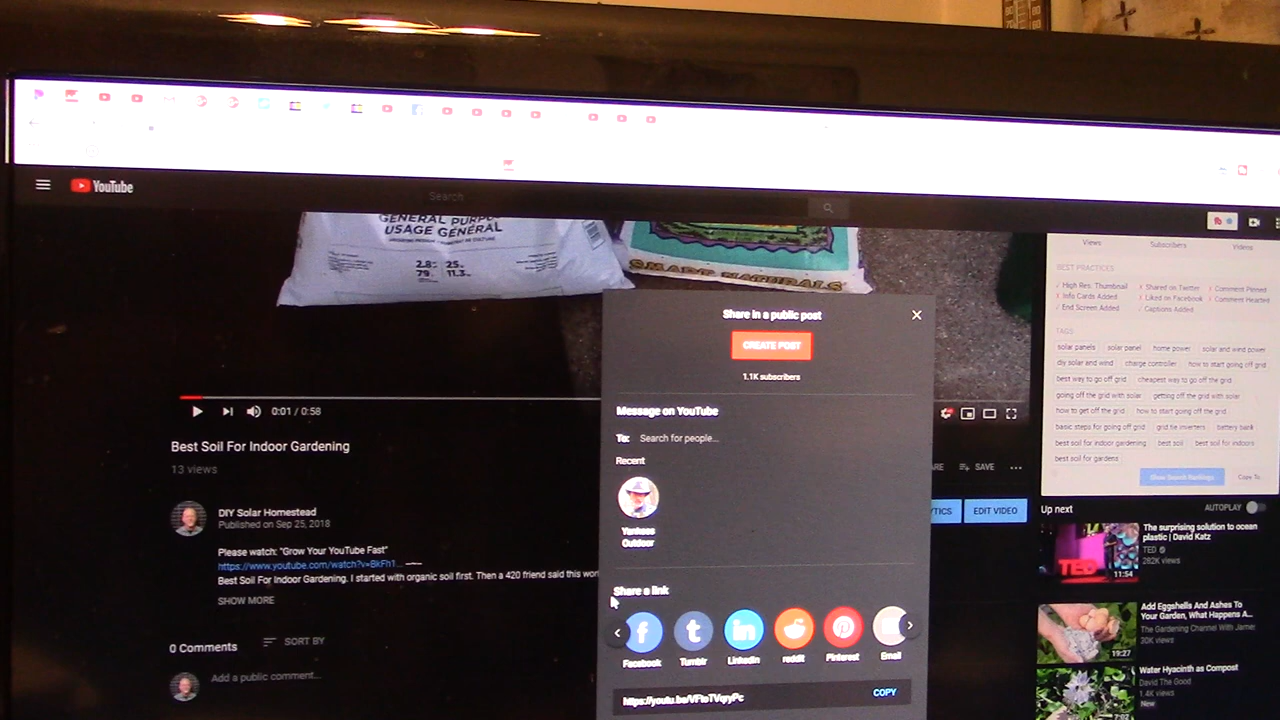 YouTube
Search
GENERAL PURPO
USAGE GÉNÉRAL
2.8 25
79 11.3
SMART NATURALS
Views Subscribers Videos
BEST PRACTICES
High Res. Thumbnail
Info Cards Added
End Screen Added
Shared on Twitter
Liked on Facebook
Captions Added
Comment Pinned
Comment Hearted
TAGS
solar panels solar panel home power solar and wind power
diy solar and wind charge controller how to start going off grid
best way to go off grid cheapest way to go off the grid
going off the grid with solar getting off the grid with solar
how to get off the grid how to start going off the grid
basic steps for going off grid grid tie inverters battery bank
best soil for indoor gardening best soil best soil for indoors
best soil for gardens
Show Search Rankings Copy To
Share in a public post
CREATE POST
1.1K subscribers
Message on YouTube
To: Search for people...
Recent
Outdoor
Share a link
Facebook Tumblr LinkedIn reddit Pinterest Email
COPY
0:01 / 0:58
Best Soil For Indoor Gardening
13 views
ARE SAVE
YTICS EDIT VIDEO
DIY Solar Homestead
Published on Sep 25, 2018
Please watch: "Grow Your YouTube Fast"
https://www.youtube.com/watch?v=BkFh1...
Best Soil For Indoor Gardening. I started with organic soil first. Then a 420 friend said this wor
SHOW MORE
0 Comments SORT BY
Add a public comment...
Up next AUTOPLAY
TED
11:54
The surprising solution to ocean
plastic | David Katz
TED
282K views
19:27
Add Eggshells And Ashes To
Your Garden, What Happens A...
The Gardening Channel With James
30K views
Water Hyacinth as Compost
David The Good
1.4K views
New